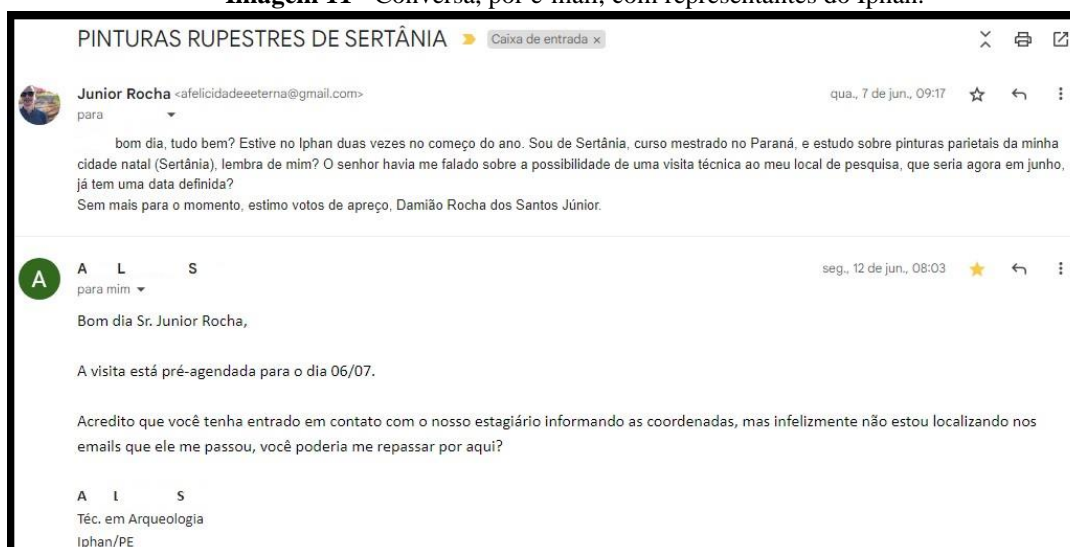 Imagem 11 - Conversa, por e-mail, com representantes do Iphan.
PINTURAS RUPESTRES DE SERTÂNIA Caixa de entrada x
Junior Rocha <afelicidadeeeterna@gmail.com> qua., 7 de jun., 09:17
para
bom dia, tudo bem? Estive no Iphan duas vezes no começo do ano. Sou de Sertânia, curso mestrado no Paraná, e estudo sobre pinturas parietais da minha
cidade natal (Sertânia), lembra de mim? O senhor havia me falado sobre a possibilidade de uma visita técnica ao meu local de pesquisa, que seria agora em junho,
já tem uma data definida?
Sem mais para o momento, estimo votos de apreço, Damião Rocha dos Santos Júnior.
A
A L S seg., 12 de jun., 08:03
para mim
Bom dia Sr. Junior Rocha,
A visita está pré-agendada para o dia 06/07.
Acredito que você tenha entrado em contato com o nosso estagiário informando as coordenadas, mas infelizmente não estou localizando nos
emails que ele me passou, você poderia me repassar por aqui?
A L S
Téc. em Arqueologia
Iphan/PE